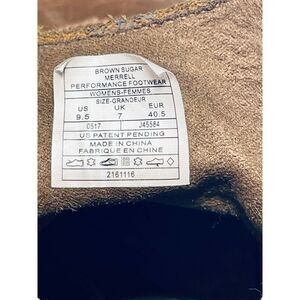 BROWN SUGAR
MERRELL
PERFORMANCE FOOTWEAR
WOMENS-FEMMES
SIZE-GRANDEUR
US UK EUR
9.5 7 40.5
0517 J45584
US PATENT PENDING
MADE IN CHINA
FABRIQUE EN CHINE
2161116